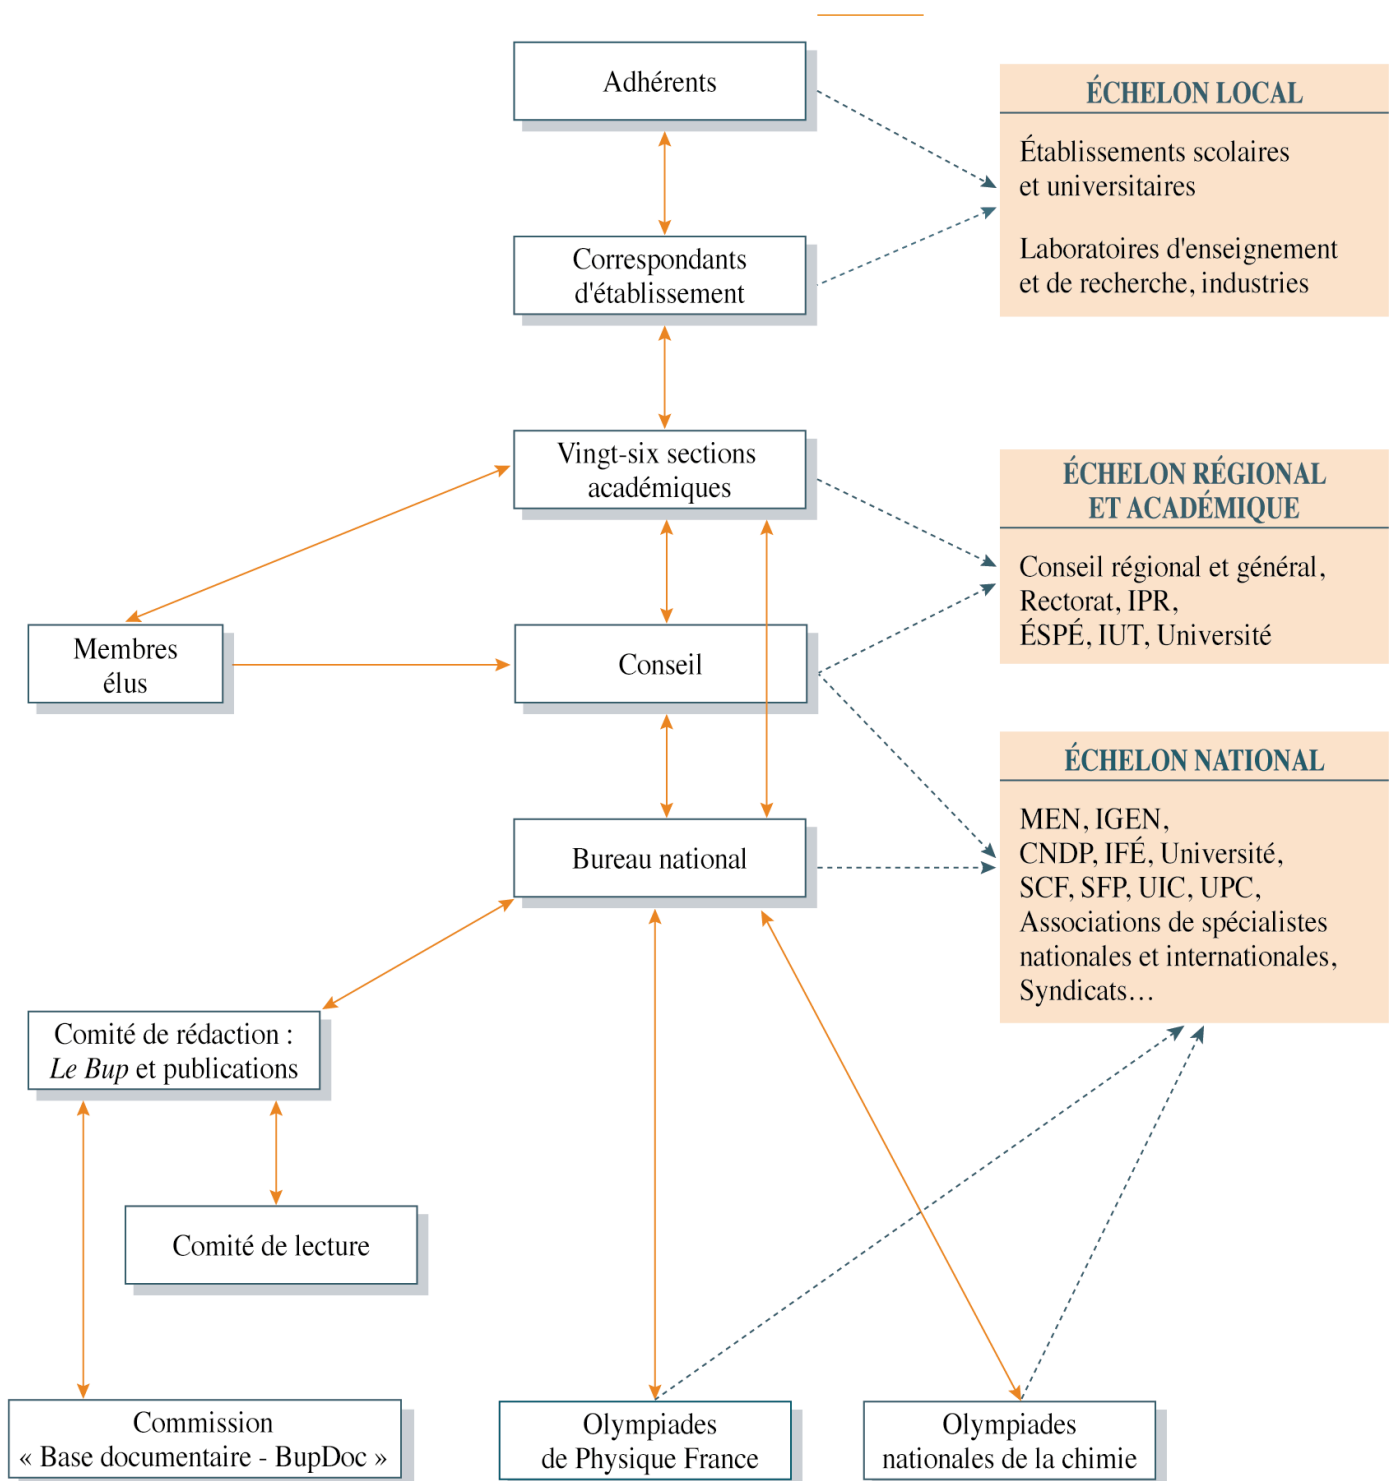 Adhérents
ÉCHELON LOCAL
Établissements scolaires
et universitaires
Laboratoires d'enseignement
et de recherche, industries
Correspondants
d'établissement
Vingt-six sections
académiques
ÉCHELON RÉGIONAL
ET ACADÉMIQUE
Conseil régional et général,
Rectorat, IPR,
ÉSPÉ, IUT, Université
Membres
élus
Conseil
ÉCHELON NATIONAL
MEN, IGEN,
CNDP, IFÉ, Université,
SCF, SFP, UIC, UPC,
Associations de spécialistes
nationales et internationales,
Syndicats…
Bureau national
Comité de rédaction :
Le Bup et publications
Comité de lecture
Commission
« Base documentaire - BupDoc »
Olympiades
de Physique France
Olympiades
nationales de la chimie